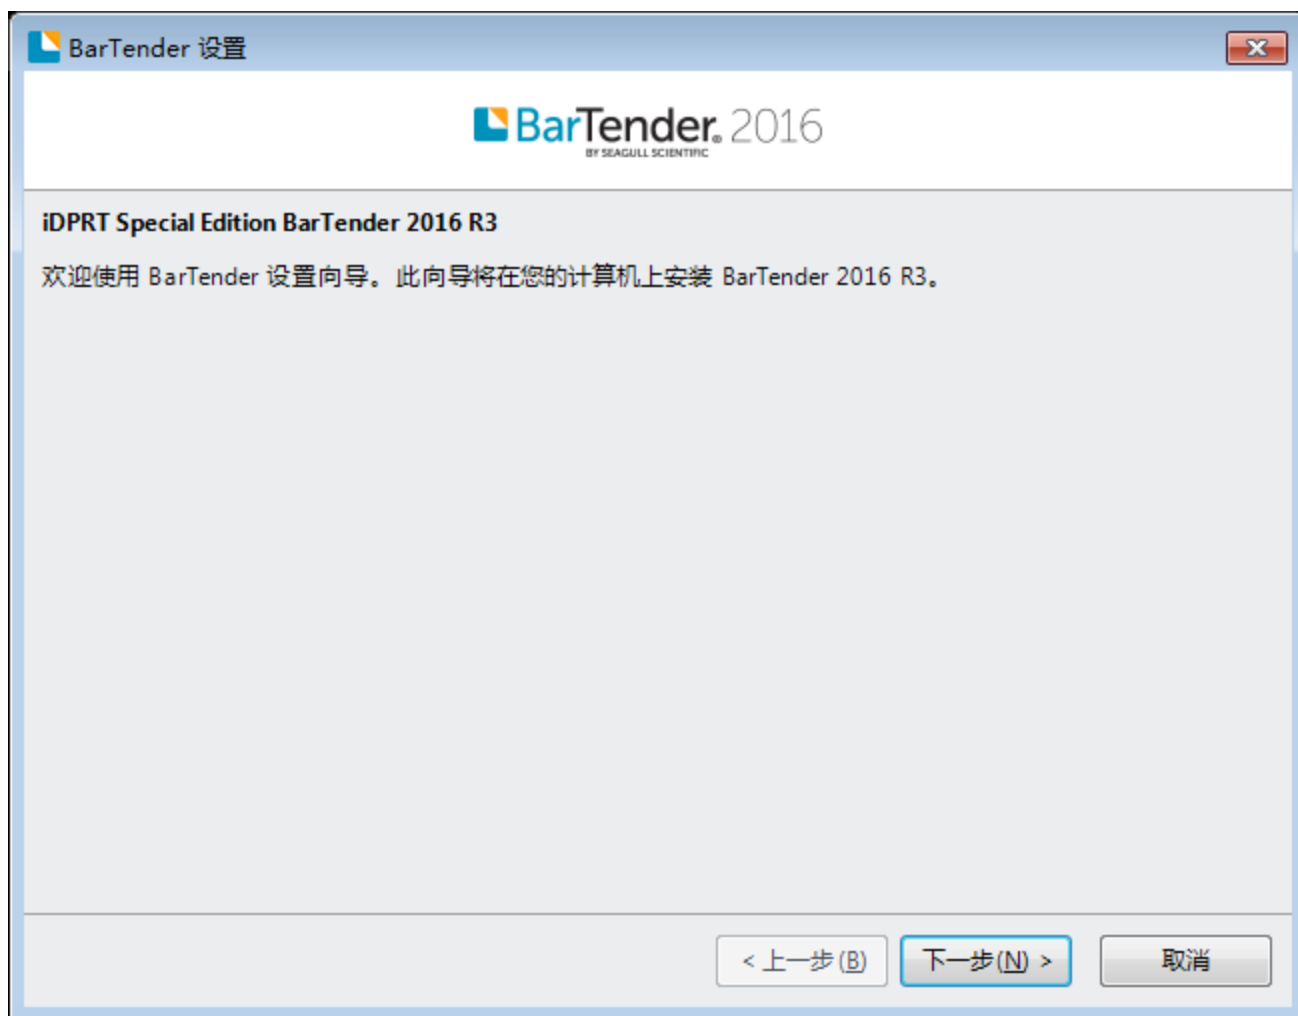 BarTender 设置
BarTender® 2016
BY SEAGULL SCIENTIFIC
iDPRT Special Edition BarTender 2016 R3
欢迎使用 BarTender 设置向导。此向导将在您的计算机上安装 BarTender 2016 R3。
< 上一步(B) 下一步(N) > 取消